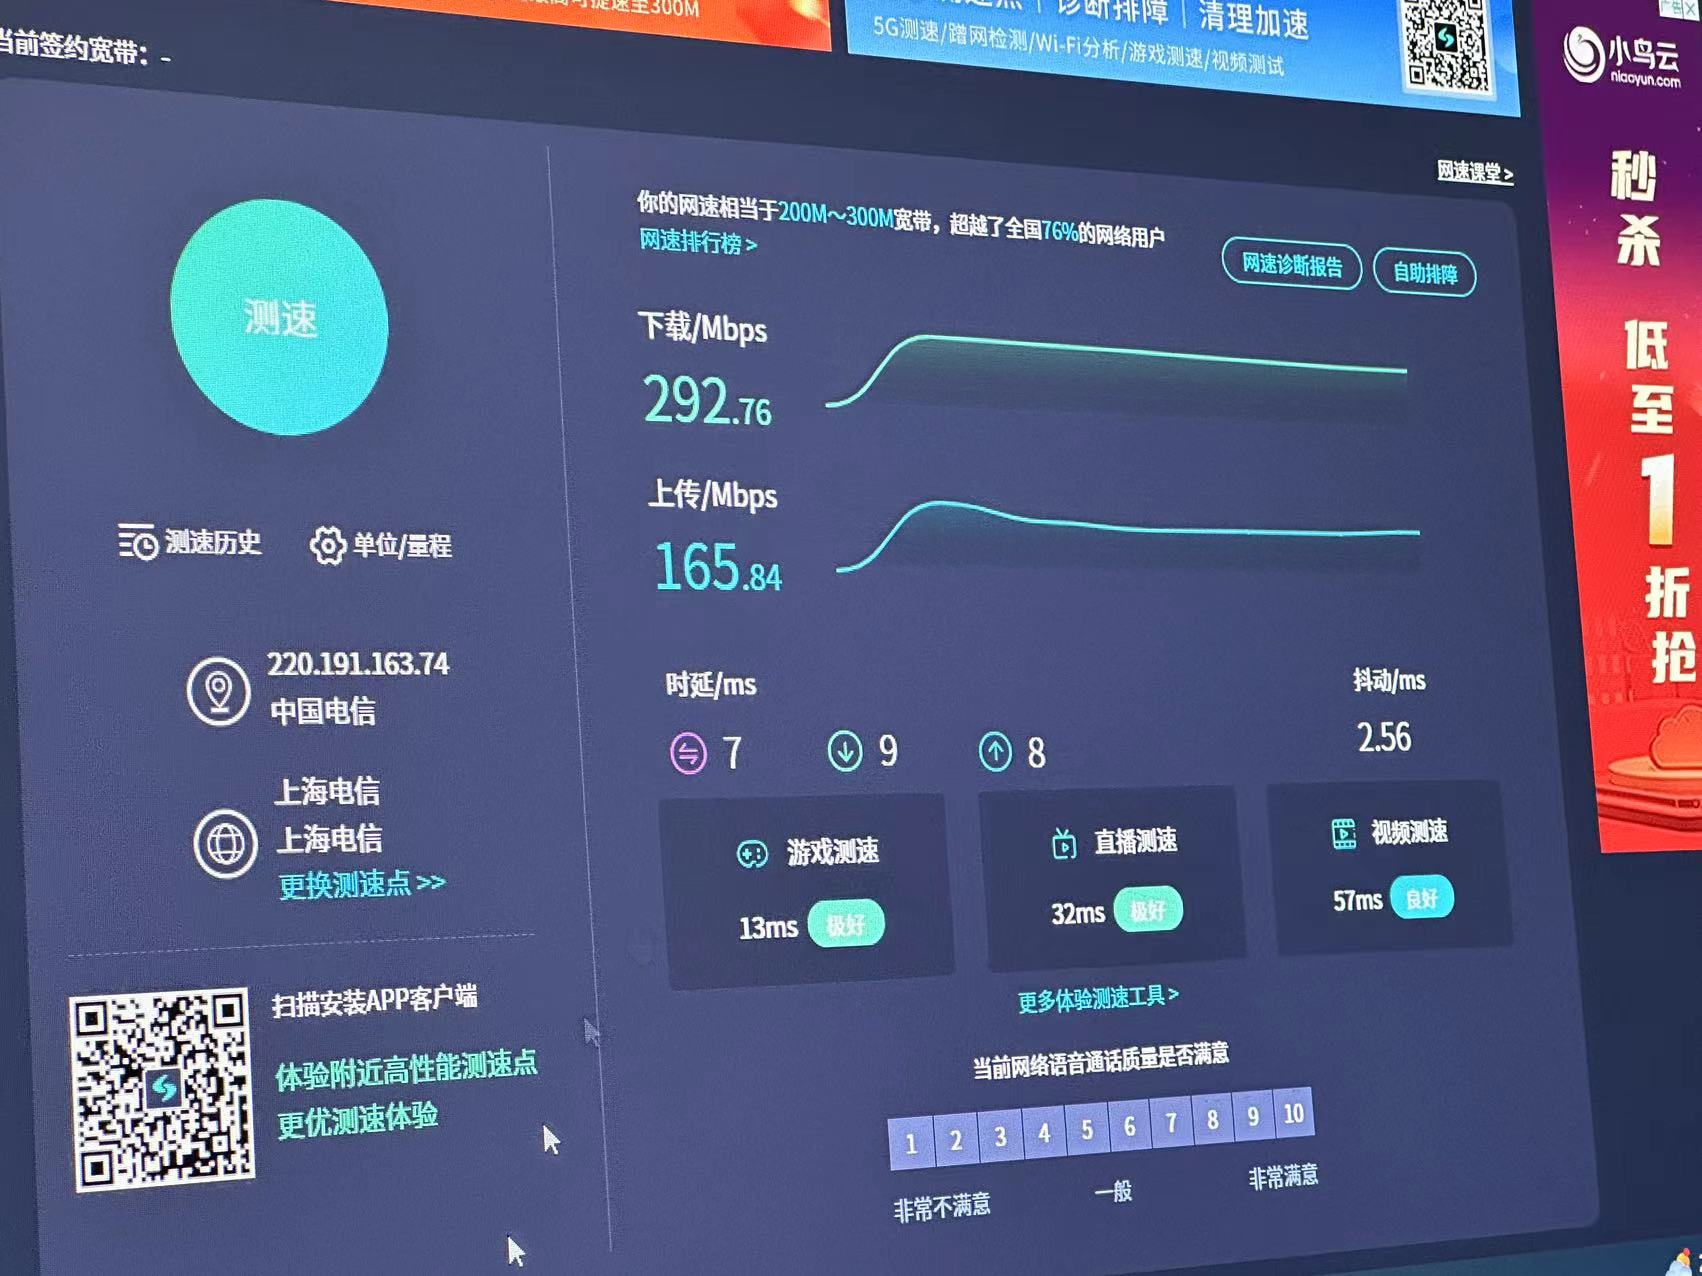 提速至300M
诊断排障 | 清理加速
5G测速/蹭网检测/Wi-Fi分析/游戏测速/视频测试
广告
小鸟云
niaoyun.com
当前签约宽带：-
网速课堂>
秒杀 低至1折抢
你的网速相当于200M～300M宽带，超越了全国76%的网络用户
网速排行榜>
网速诊断报告
自助排障
测速
下载/Mbps
292.76
上传/Mbps
165.84
测速历史
单位/量程
220.191.163.74
中国电信
上海电信
上海电信
更换测速点>>
时延/ms
7 9 8
抖动/ms
2.56
游戏测速
13ms 极好
直播测速
32ms 极好
视频测速
57ms 良好
更多体验测速工具>
扫描安装APP客户端
体验附近高性能测速点
更优测速体验
当前网络语音通话质量是否满意
1 2 3 4 5 6 7 8 9 10
非常不满意 一般 非常满意